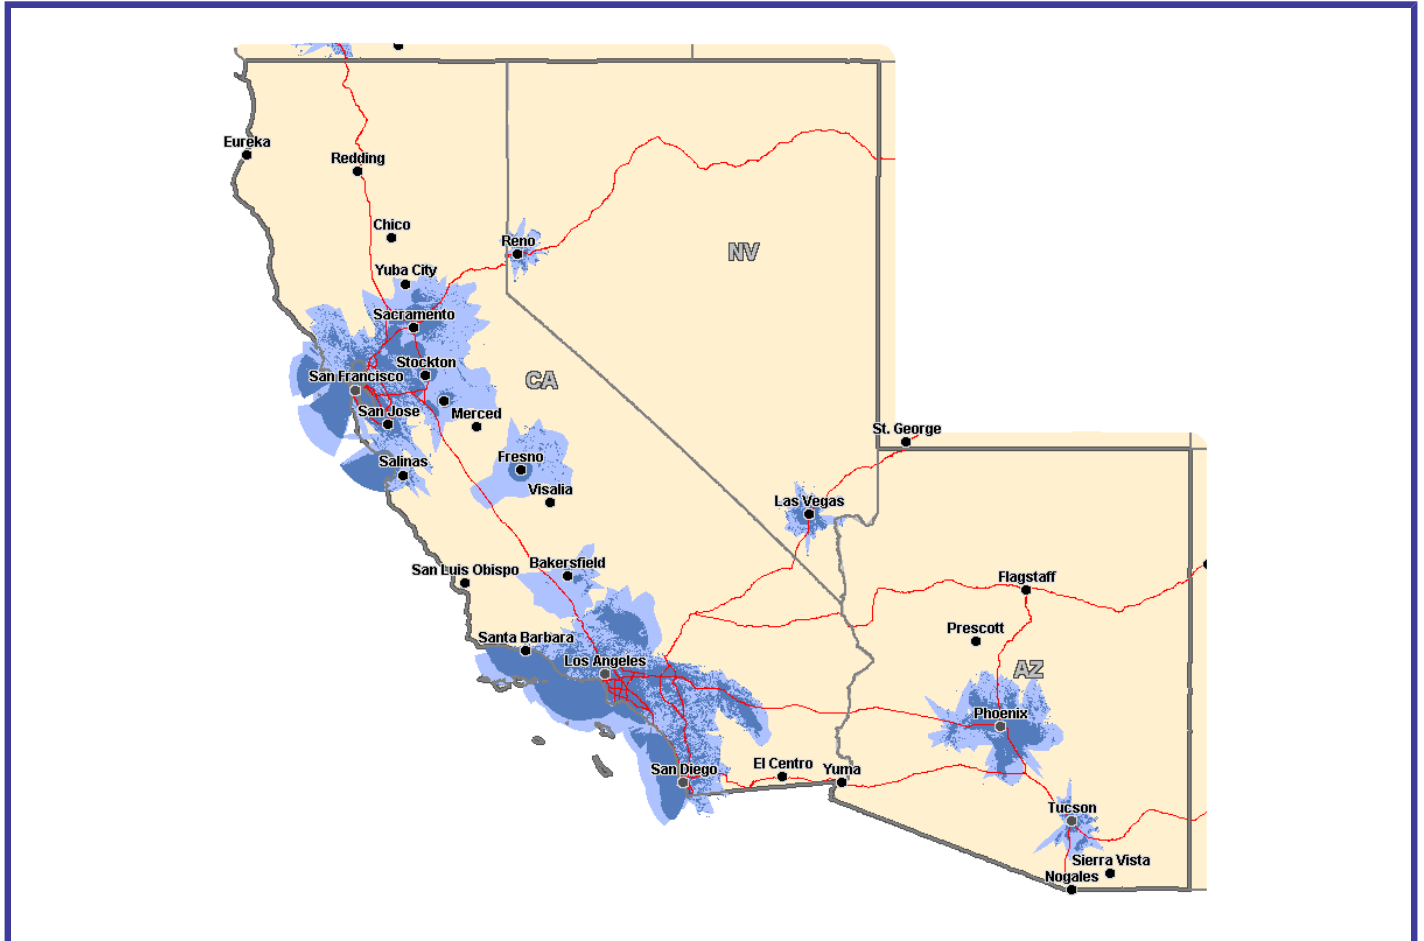 Eureka
Redding
Chico
Reno
NV
Yuba City
Sacramento
Stockton
San Francisco
CA
San Jose
Merced
St. George
Salinas
Fresno
Visalia
Las Vegas
San Luis Obispo
Bakersfield
Flagstaff
Prescott
Santa Barbara
Los Angeles
AZ
Phoenix
San Diego
El Centro
Yuma
Tucson
Sierra Vista
Nogales